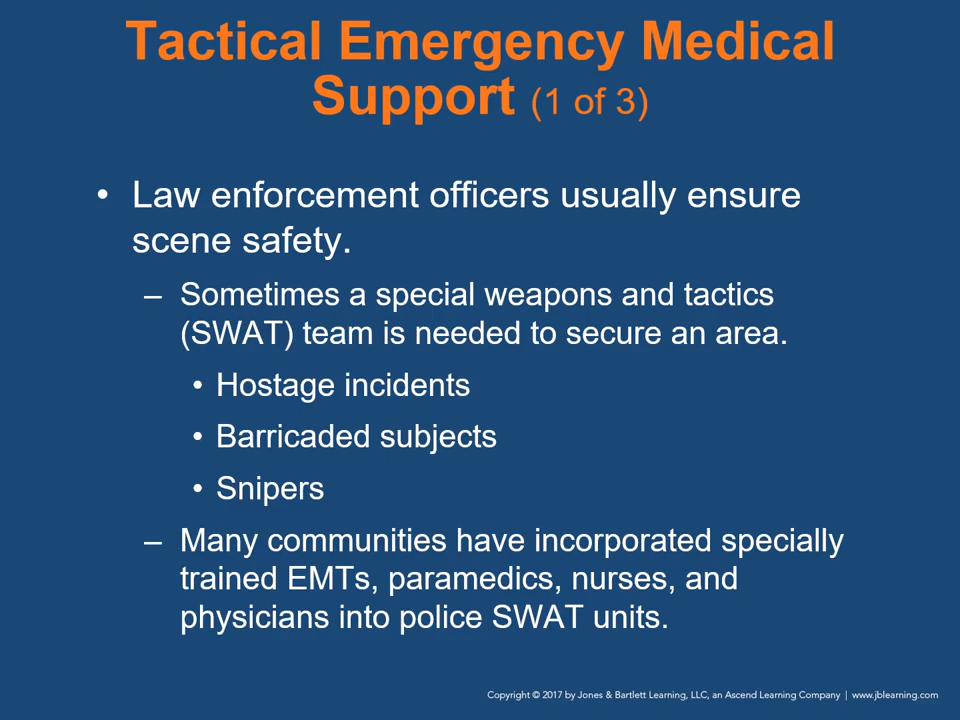 Tactical Emergency Medical
Support (1 of 3)
• Law enforcement officers usually ensure
scene safety.
– Sometimes a special weapons and tactics
(SWAT) team is needed to secure an area.
• Hostage incidents
• Barricaded subjects
• Snipers
– Many communities have incorporated specially
trained EMTs, paramedics, nurses, and
physicians into police SWAT units.
Copyright © 2017 by Jones & Bartlett Learning, LLC, an Ascend Learning Company | www.jblearning.com